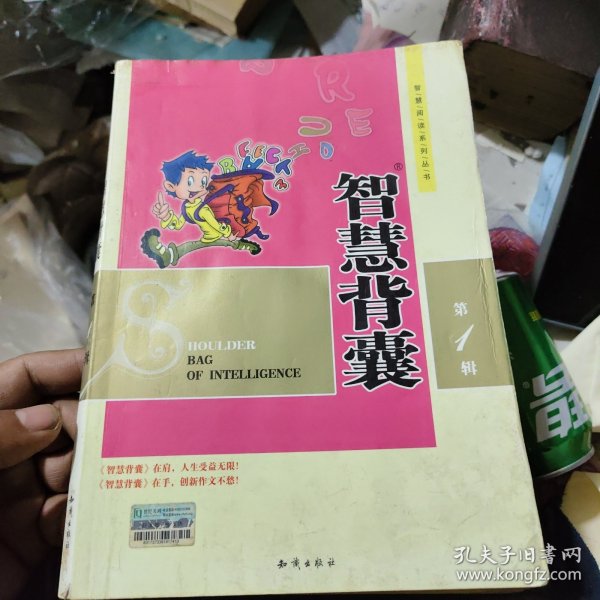 智慧阅读系列丛书
智慧背囊®
第1辑
SHOULDER
BAG
OF INTELLIGENCE
《智慧背囊》在肩，人生受益无限！
《智慧背囊》在手，创新作文不愁！
知识出版社
孔夫子旧书网
www.kongfz.com